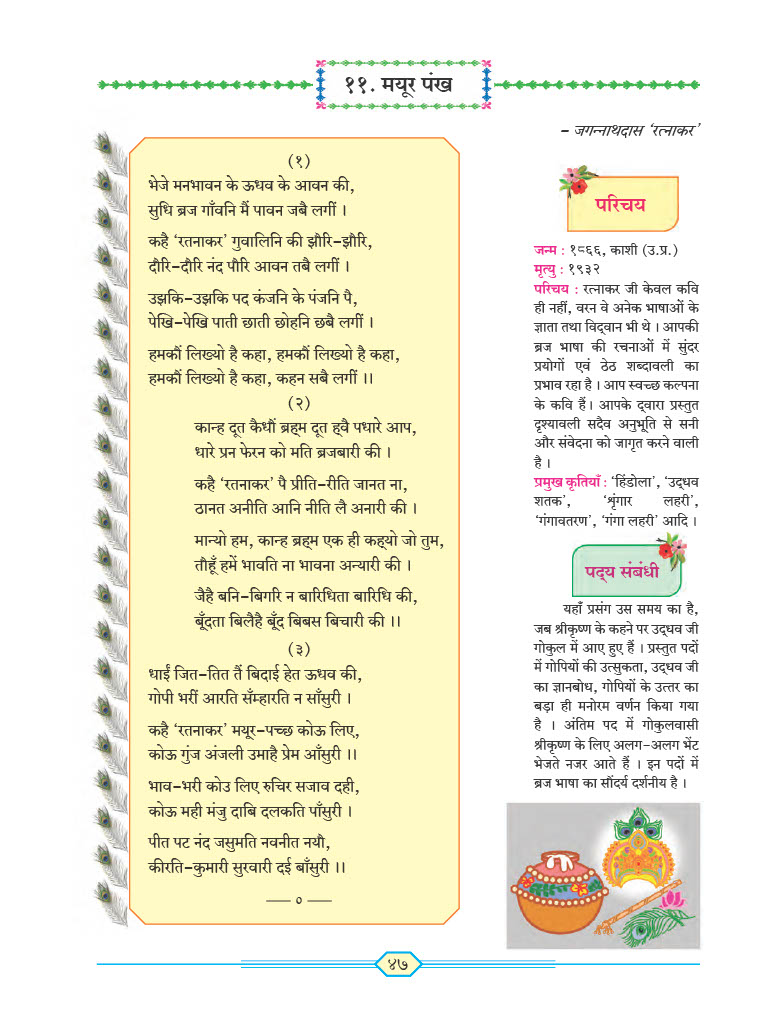 ११. मयूर पंख
– जगन्नाथदास ‘रत्नाकर’
(१)
भेजे मनभावन के ऊधव के आवन की,
सुधि ब्रज गाँवनि मैं पावन जबै लगीं ।
कहै ‘रतनाकर’ गुवालिनि की झौरि-झौरि,
दौरि-दौरि नंद पौरि आवन तबै लगीं ।
उझकि-उझकि पद कंजनि के पंजनि पै,
पेखि-पेखि पाती छाती छोहनि छबै लगीं ।
हमकौं लिख्यो है कहा, हमकौं लिख्यो है कहा,
हमकौं लिख्यो है कहा, कहन सबै लगीं ।।
(२)
कान्ह दूत कैधौं ब्रह्म दूत ह्वै पधारे आप,
धारे प्रन फेरन को मति ब्रजबारी की ।
कहै ‘रतनाकर’ पै प्रीति-रीति जानत ना,
ठानत अनीति आनि नीति लै अनारी की ।
मान्यो हम, कान्ह ब्रह्म एक ही कह्यो जो तुम,
तौहूँ हमें भावति ना भावना अन्यारी की ।
जैहै बनि-बिगरि न बारिधिता बारिधि की,
बूँदता बिलैहै बूँद बिबस बिचारी की ।।
(३)
धाईं जित-तित तैं बिदाई हेत ऊधव की,
गोपी भरीं आरति सँम्हारति न साँसुरी ।
कहै ‘रतनाकर’ मयूर-पच्छ कोऊ लिए,
कोऊ गुंज अंजली उमाहै प्रेम आँसुरी ।।
भाव-भरी कोउ लिए रुचिर सजाव दही,
कोऊ मही मंजु दाबि दलकति पाँसुरी ।
पीत पट नंद जसुमति नवनीत नयौ,
कीरति-कुमारी सुरवारी दई बाँसुरी ।।
— ० —
परिचय
जन्म : १८६६, काशी (उ.प्र.)
मृत्यु : १९३२
परिचय : रत्नाकर जी केवल कवि
ही नहीं, वरन वे अनेक भाषाओं के
ज्ञाता तथा विद्वान भी थे । आपकी
ब्रज भाषा की रचनाओं में सुंदर
प्रयोगों एवं ठेठ शब्दावली का
प्रभाव रहा है । आप स्वच्छ कल्पना
के कवि हैं। आपके द्वारा प्रस्तुत
दृश्यावली सदैव अनुभूति से सनी
और संवेदना को जागृत करने वाली
है ।
प्रमुख कृतियाँ : ‘हिंडोला’, ‘उद्धव
शतक’, ‘शृंगार लहरी’,
‘गंगावतरण’, ‘गंगा लहरी’ आदि ।
पद्य संबंधी
यहाँ प्रसंग उस समय का है,
जब श्रीकृष्ण के कहने पर उद्धव जी
गोकुल में आए हुए हैं । प्रस्तुत पदों
में गोपियों की उत्सुकता, उद्धव जी
का ज्ञानबोध, गोपियों के उत्तर का
बड़ा ही मनोरम वर्णन किया गया
है । अंतिम पद में गोकुलवासी
श्रीकृष्ण के लिए अलग-अलग भेंट
भेजते नजर आते हैं । इन पदों में
ब्रज भाषा का सौंदर्य दर्शनीय है ।
४७